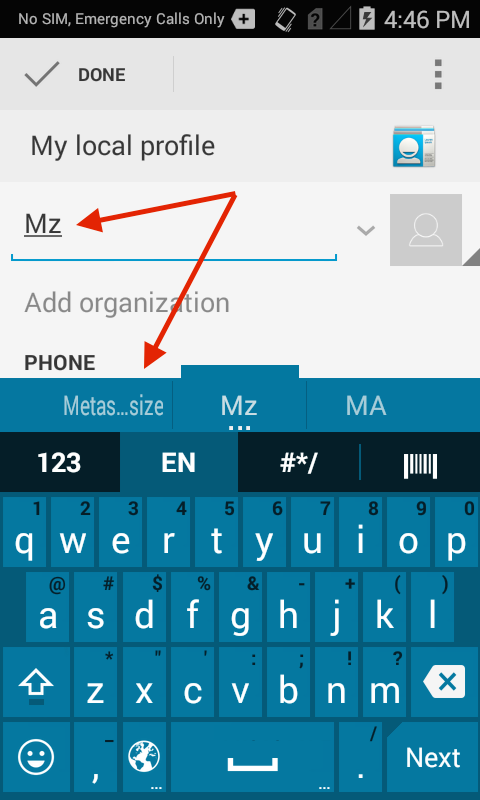 No SIM, Emergency Calls Only 4:46 PM
DONE
My local profile
Mz
Add organization
PHONE
Metas...size Mz MA
123 EN #*/
1 2 3 4 5 6 7 8 9 0
q w e r t y u i o p
@ # $ % & - + ( )
a s d f g h j k l
* " ' : ; ! ?
z x c v b n m
_ /
, ... ... . Next